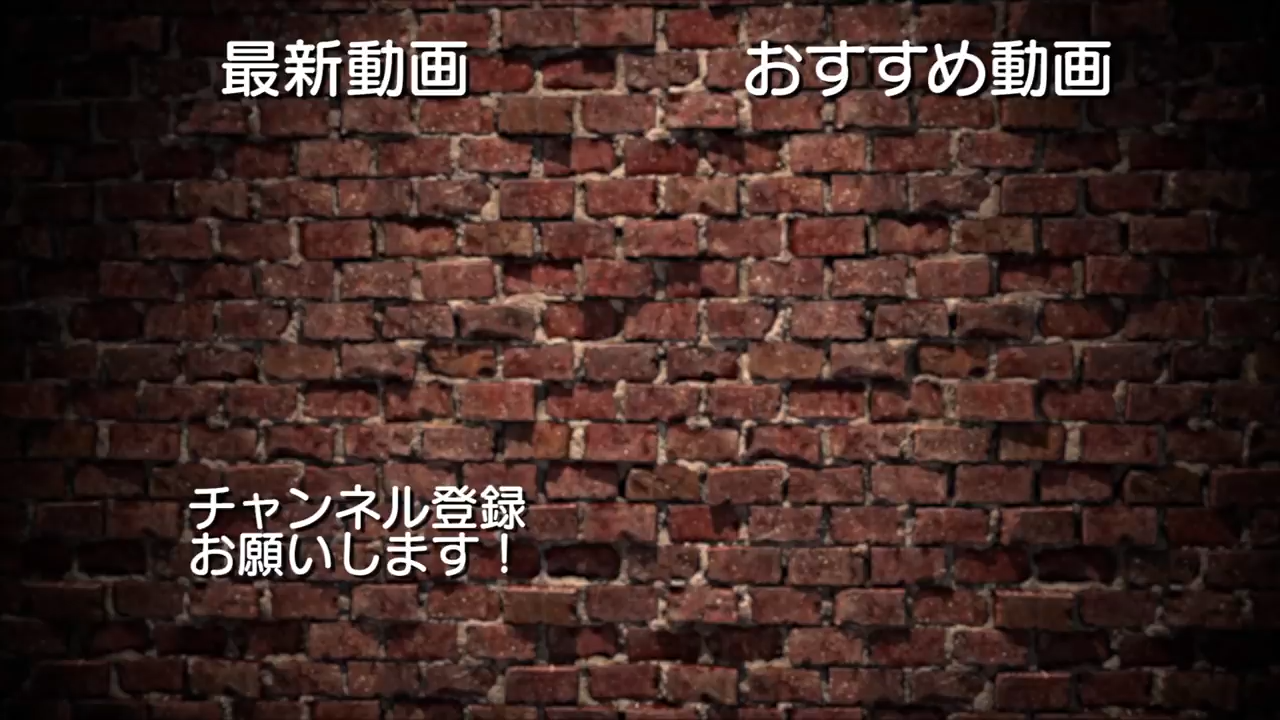 最新動画
おすすめ動画
チャンネル登録
お願いします！